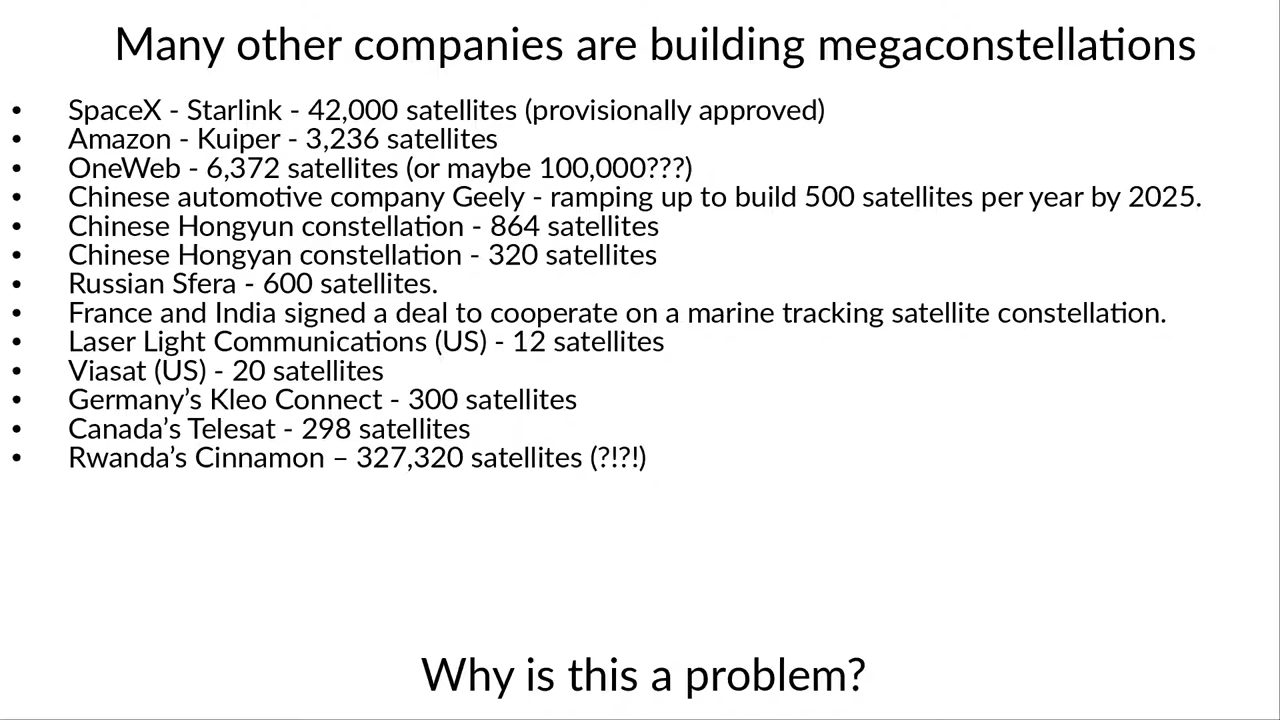 Many other companies are building megaconstellations
• SpaceX - Starlink - 42,000 satellites (provisionally approved)
• Amazon - Kuiper - 3,236 satellites
• OneWeb - 6,372 satellites (or maybe 100,000???)
• Chinese automotive company Geely - ramping up to build 500 satellites per year by 2025.
• Chinese Hongyun constellation - 864 satellites
• Chinese Hongyan constellation - 320 satellites
• Russian Sfera - 600 satellites.
• France and India signed a deal to cooperate on a marine tracking satellite constellation.
• Laser Light Communications (US) - 12 satellites
• Viasat (US) - 20 satellites
• Germany’s Kleo Connect - 300 satellites
• Canada’s Telesat - 298 satellites
• Rwanda’s Cinnamon – 327,320 satellites (?!?!)
Why is this a problem?